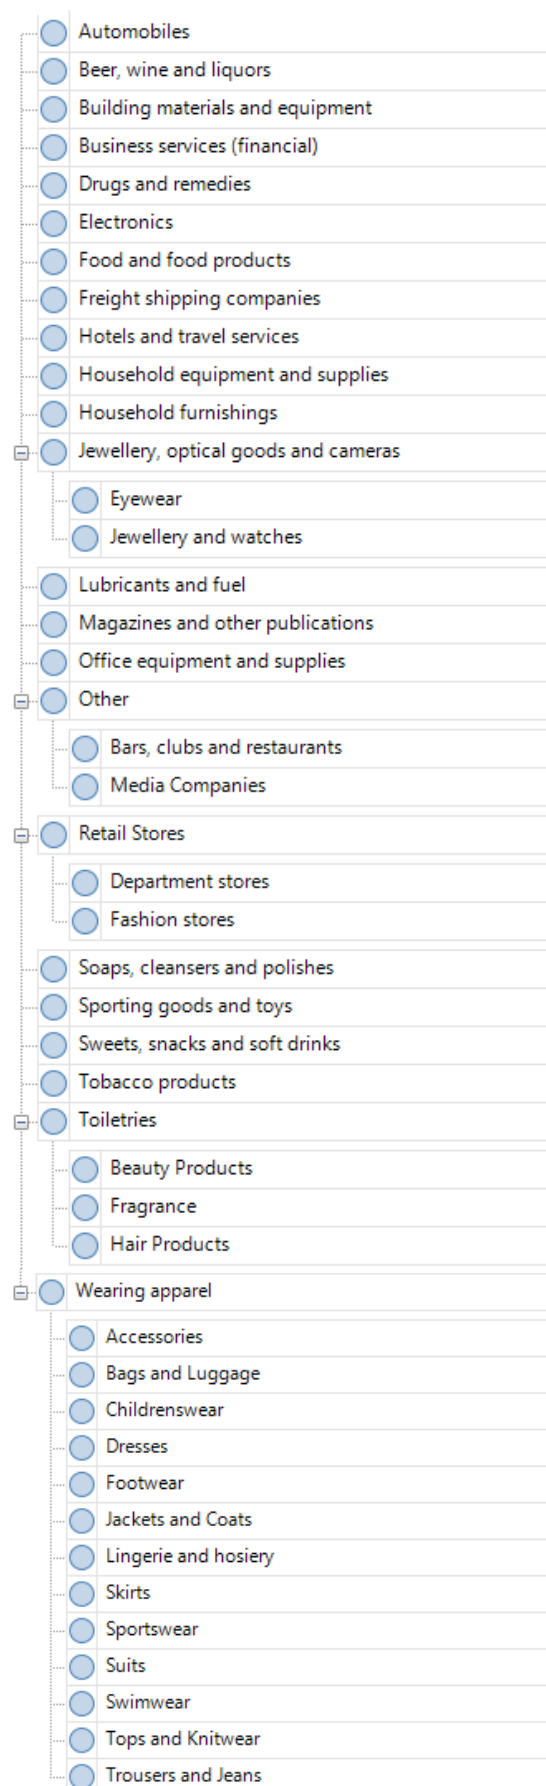 Automobiles
Beer, wine and liquors
Building materials and equipment
Business services (financial)
Drugs and remedies
Electronics
Food and food products
Freight shipping companies
Hotels and travel services
Household equipment and supplies
Household furnishings
Jewellery, optical goods and cameras
Eyewear
Jewellery and watches
Lubricants and fuel
Magazines and other publications
Office equipment and supplies
Other
Bars, clubs and restaurants
Media Companies
Retail Stores
Department stores
Fashion stores
Soaps, cleansers and polishes
Sporting goods and toys
Sweets, snacks and soft drinks
Tobacco products
Toiletries
Beauty Products
Fragrance
Hair Products
Wearing apparel
Accessories
Bags and Luggage
Childrenswear
Dresses
Footwear
Jackets and Coats
Lingerie and hosiery
Skirts
Sportswear
Suits
Swimwear
Tops and Knitwear
Trousers and Jeans